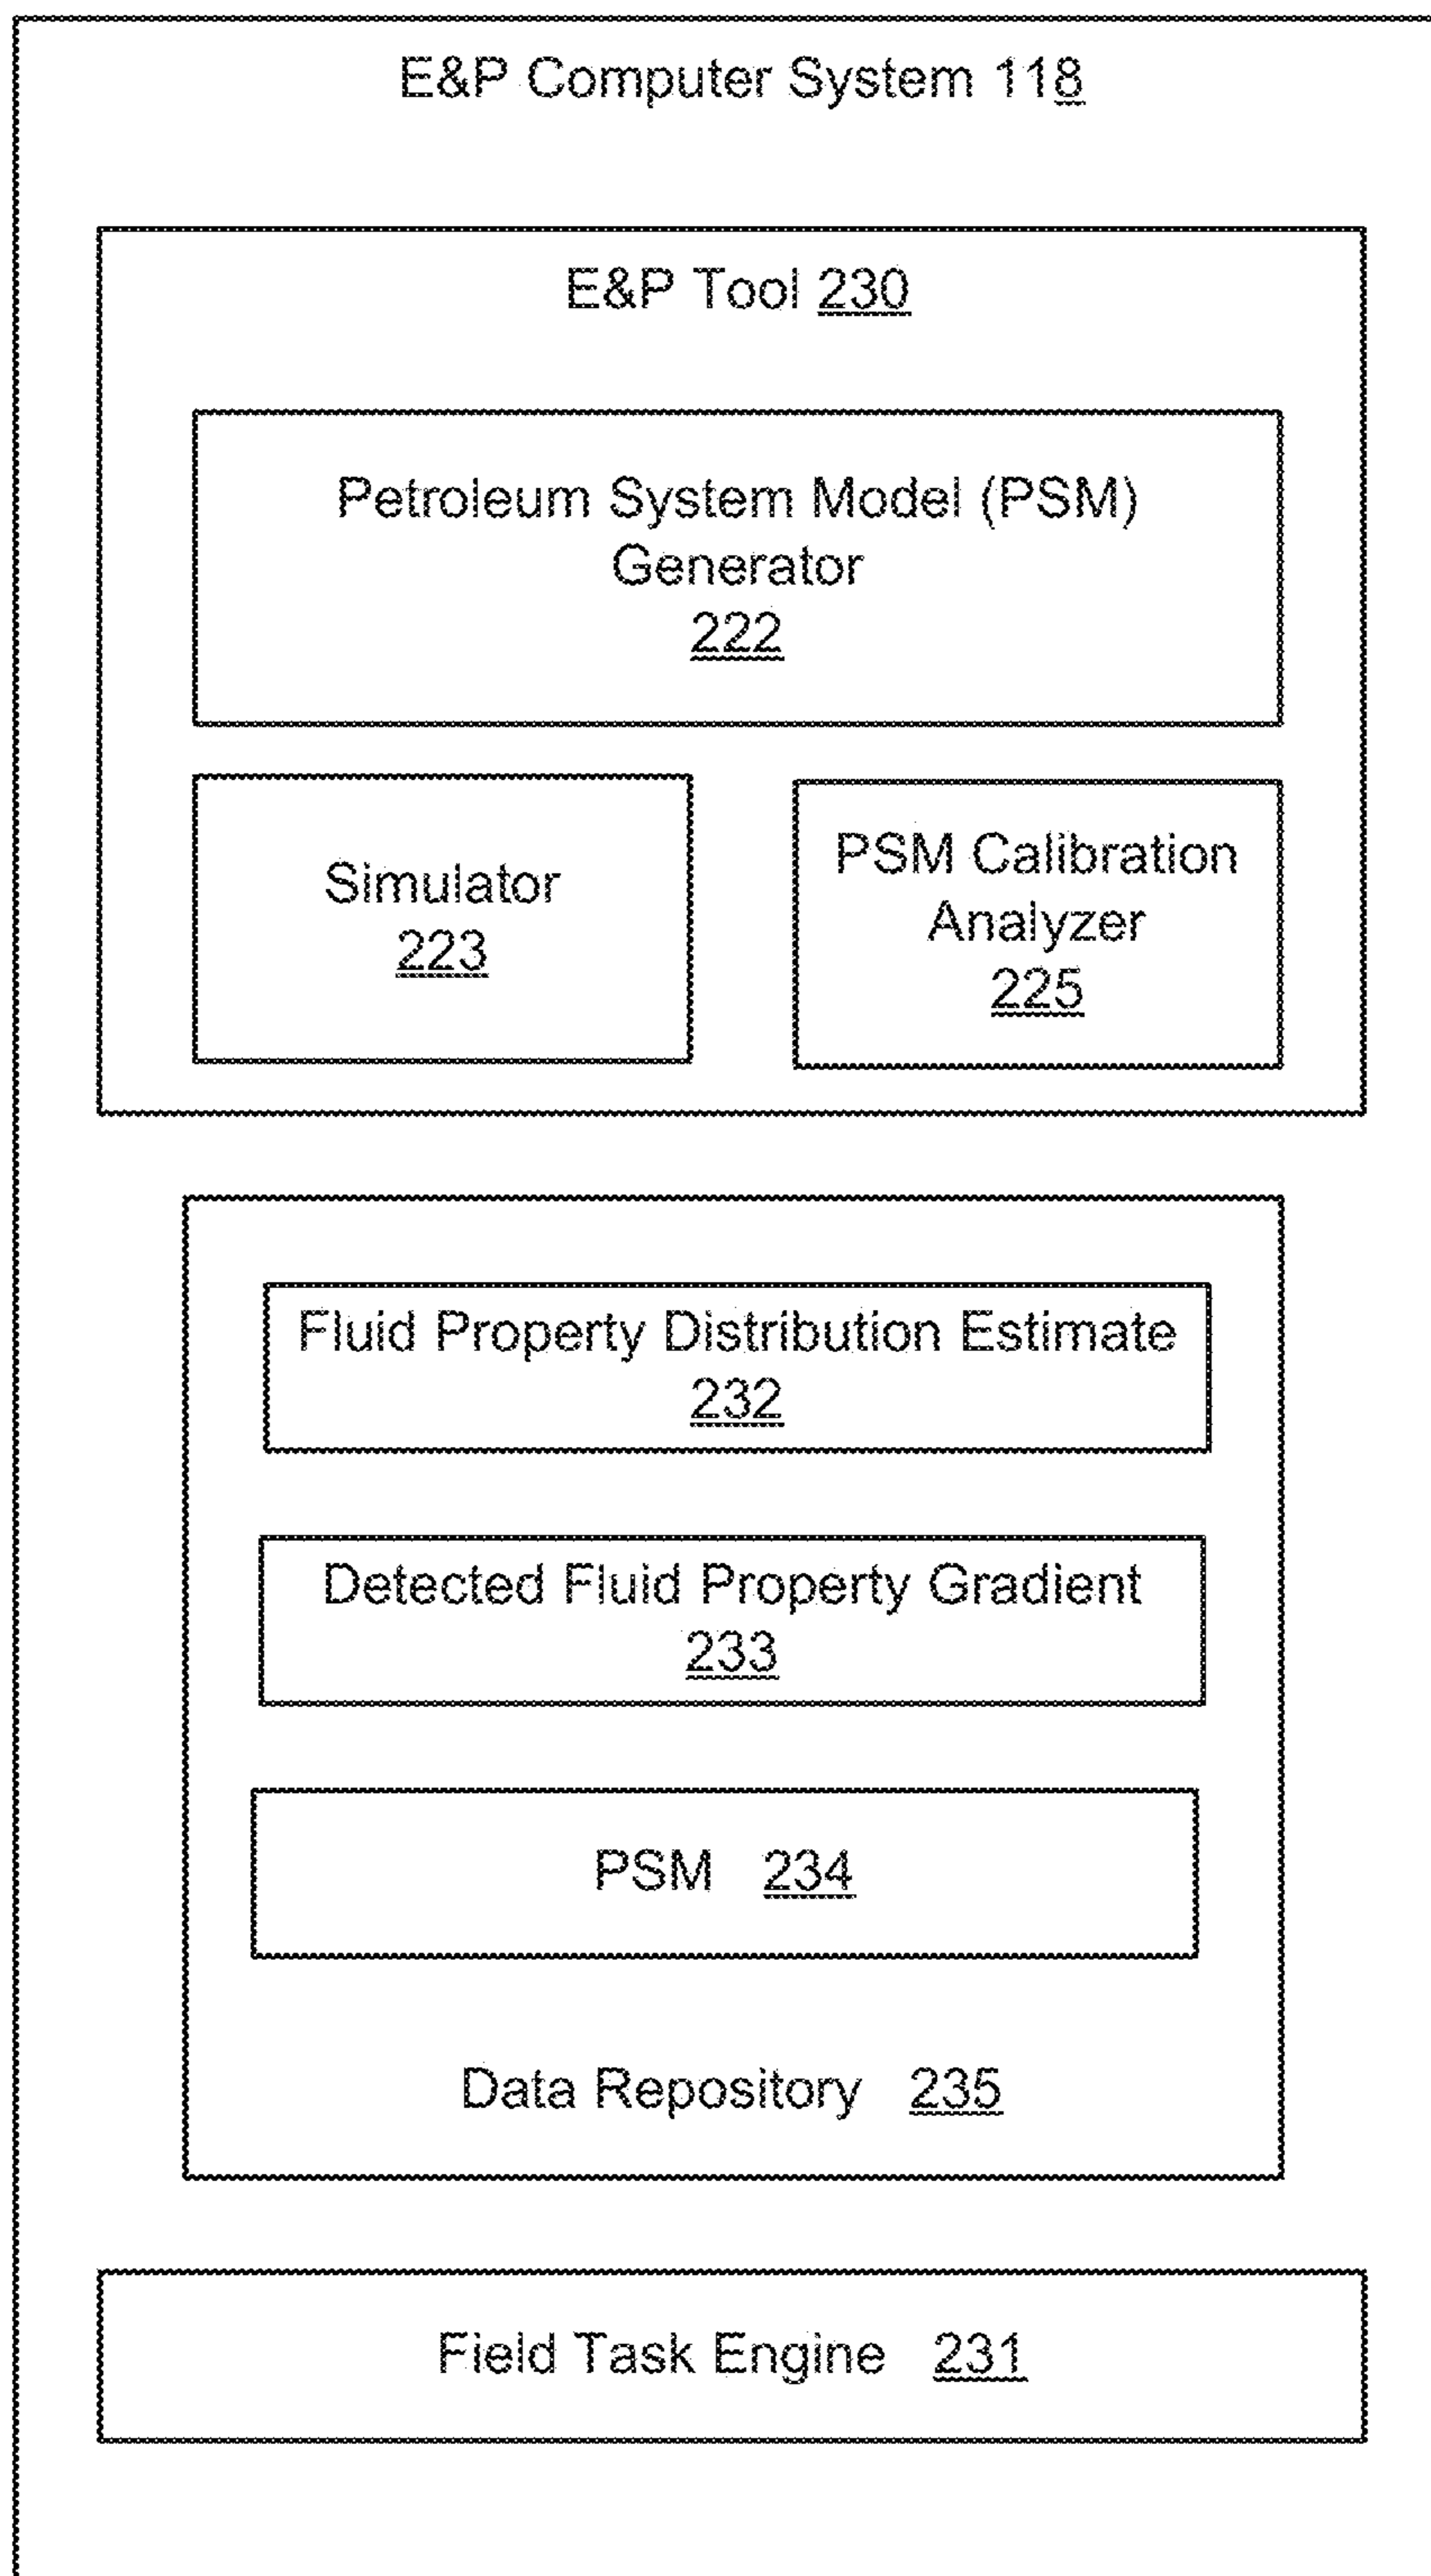 E&P Computer System 118
E&P Tool 230
Petroleum System Model (PSM)
Generator
222
Simulator
223
PSM Calibration
Analyzer
225
Fluid Property Distribution Estimate
232
Detected Fluid Property Gradient
233
PSM 234
Data Repository 235
Field Task Engine 231